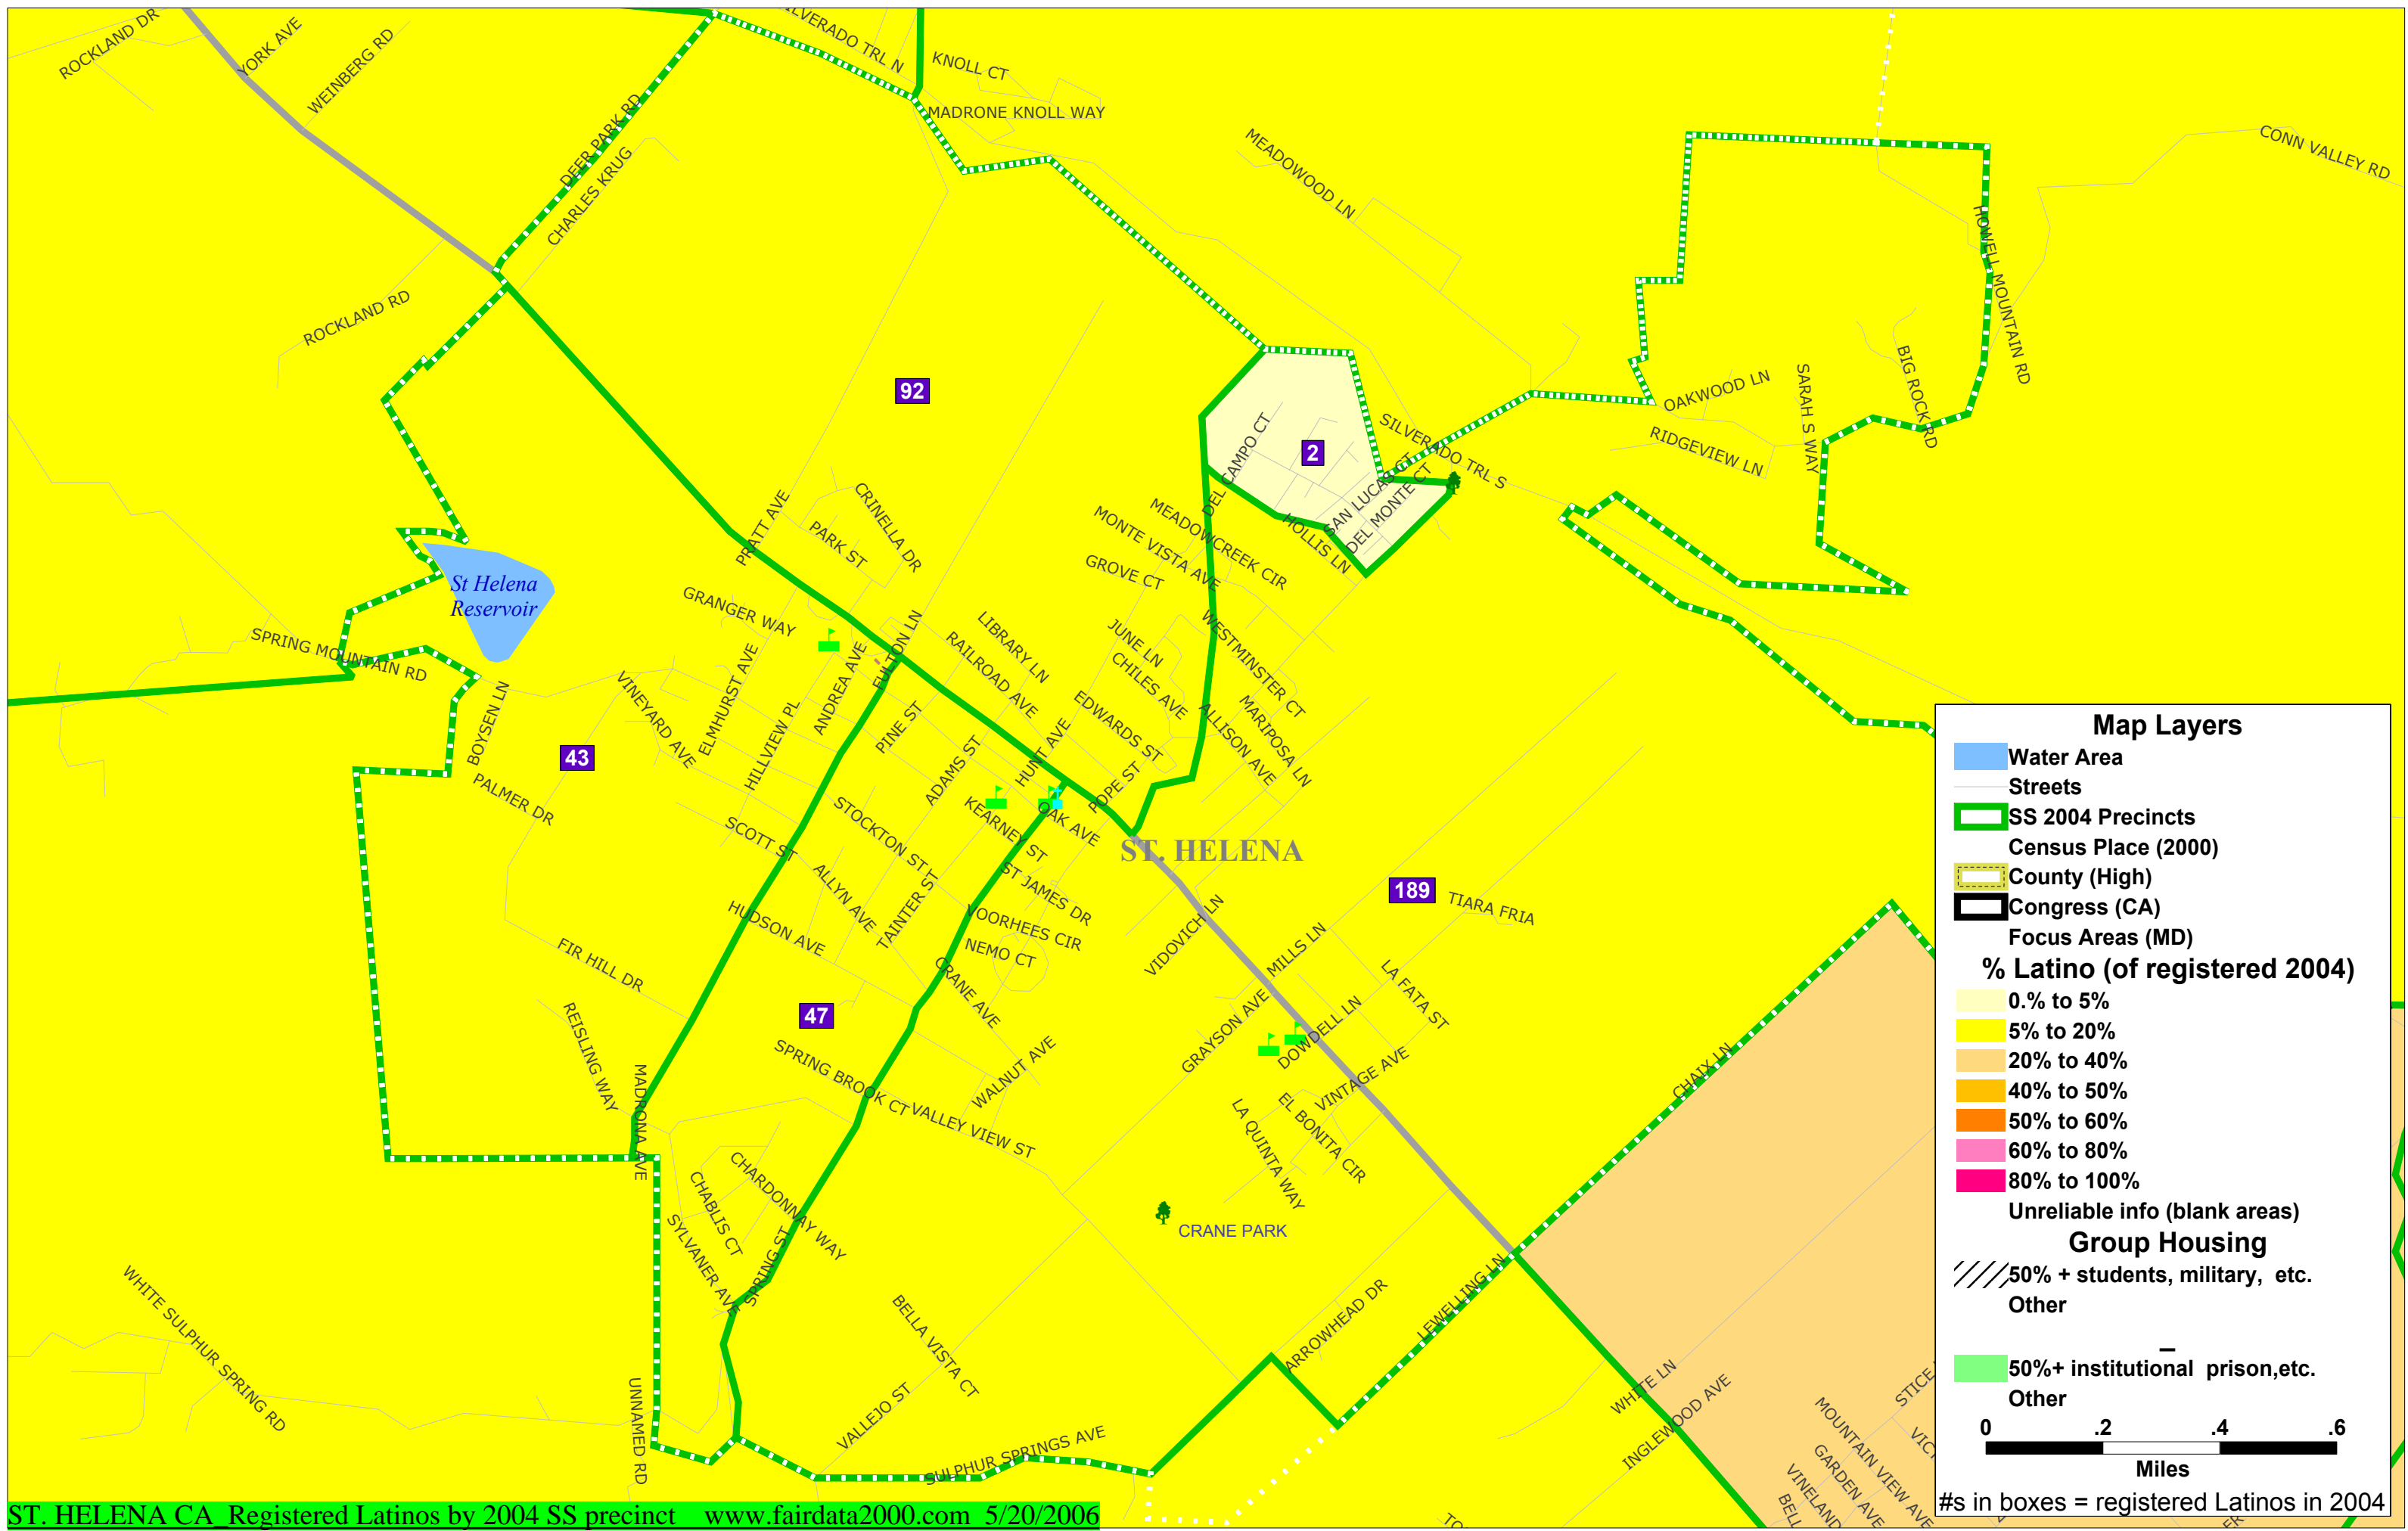 ROCKLAND DR
YORK AVE
WEINBERG RD
DEER PARK RD
CHARLES KRUG
ILVERADO TRL N
KNOLL CT
MADRONE KNOLL WAY
MEADOWOOD LN
CONN VALLEY RD
HOWELL MOUNTAIN RD
BIG ROCK RD
SARAH S WAY
OAKWOOD LN
RIDGEVIEW LN
ROCKLAND RD
92
2
SILVERADO TRL S
DEL CAMPO CT
SAN LUCAS CT
DEL MONTE CT
HOLLIS LN
MEADOWCREEK CIR
MONTE VISTA AVE
GROVE CT
PRATT AVE
CRINELLA DR
PARK ST
GRANGER WAY
St Helena
Reservoir
SPRING MOUNTAIN RD
BOYSEN LN
VINEYARD AVE
ELMHURST AVE
HILLVIEW PL
ANDREA AVE
FULTON LN
RAILROAD AVE
LIBRARY LN
JUNE LN
CHILES AVE
WESTMINSTER CT
MARIPOSA LN
ALLISON AVE
EDWARDS ST
HUNT AVE
POPE ST
PINE ST
ADAMS ST
43
PALMER DR
SCOTT ST
STOCKTON ST
KEARNEY ST
OAK AVE
ST. HELENA
ST JAMES DR
ALLYN AVE
TAINTER ST
HUDSON AVE
VOORHEES CIR
NEMO CT
CRANE AVE
VIDOVICH LN
189
TIARA FRIA
MILLS LN
LA FATA ST
FIR HILL DR
REISLING WAY
47
SPRING BROOK CT
WALNUT AVE
VALLEY VIEW ST
GRAYSON AVE
DOWDELL LN
VINTAGE AVE
EL BONITA CIR
LA QUINTA WAY
CHAIX LN
MADRONA AVE
CHARDONNAY WAY
CHABLIS CT
SYLVANER AVE
SPRING ST
CRANE PARK
WHITE SULPHUR SPRING RD
UNNAMED RD
BELLA VISTA CT
VALLEJO ST
SULPHUR SPRINGS AVE
ARROWHEAD DR
LEWELLING LN
WHITE LN
INGLEWOOD AVE
STICE
MOUNTAIN VIEW AVE
GARDEN AVE
VINELAND
BELL
VIC
TO
ER
Map Layers
Water Area
Streets
SS 2004 Precincts
Census Place (2000)
County (High)
Congress (CA)
Focus Areas (MD)
% Latino (of registered 2004)
0.% to 5%
5% to 20%
20% to 40%
40% to 50%
50% to 60%
60% to 80%
80% to 100%
Unreliable info (blank areas)
Group Housing
50% + students, military, etc.
Other
50%+ institutional prison,etc.
Other
0 .2 .4 .6
Miles
#s in boxes = registered Latinos in 2004
ST. HELENA CA_Registered Latinos by 2004 SS precinct www.fairdata2000.com 5/20/2006